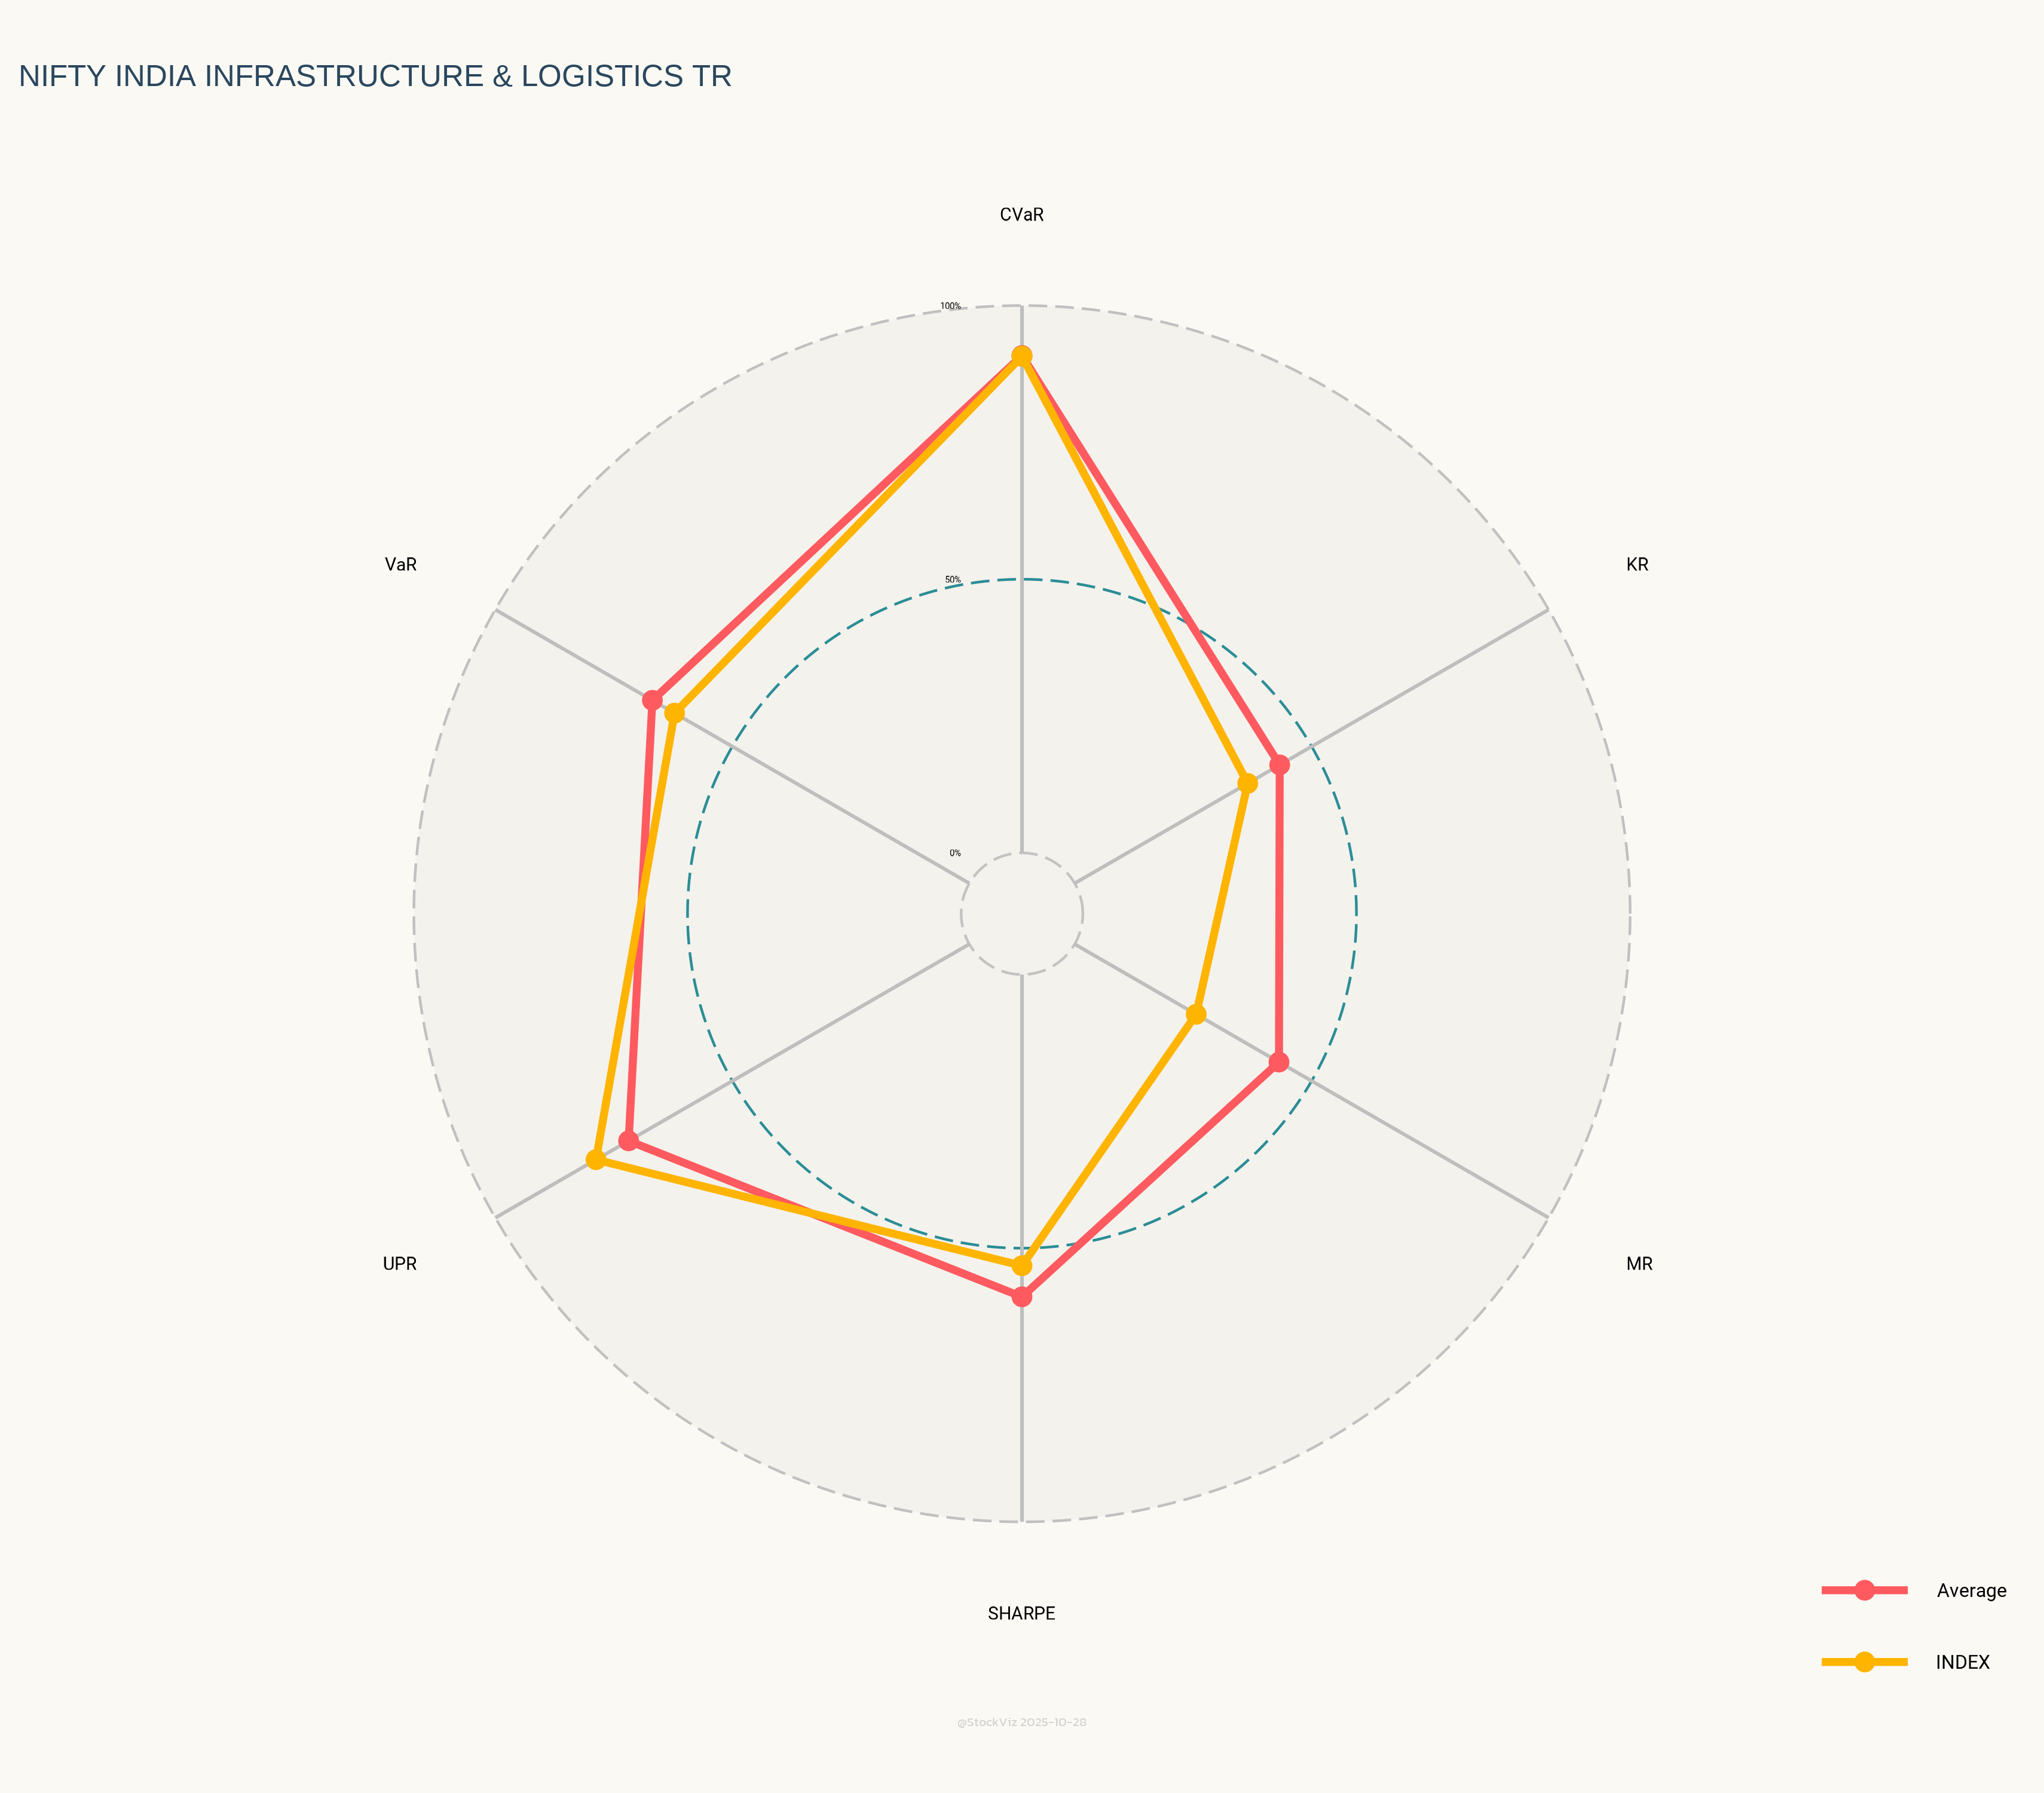 NIFTY INDIA INFRASTRUCTURE & LOGISTICS TR
CVaR
100%
VaR
KR
50%
0%
UPR
MR
SHARPE
Average
INDEX
@StockViz 2025-10-28